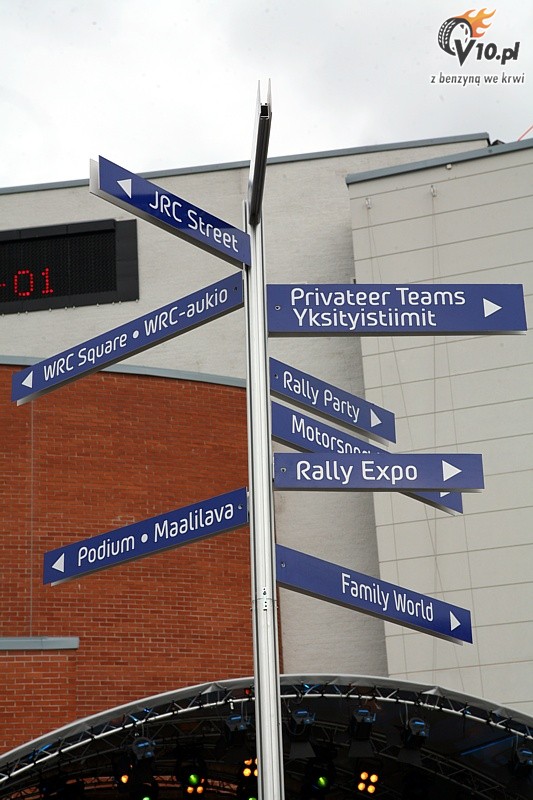 V10.pl
z benzyną we krwi
JRC Street
-01
WRC Square • WRC-aukio
Privateer Teams
Yksityistiimit
Rally Party
Rally Expo
Podium • Maalilava
Family World